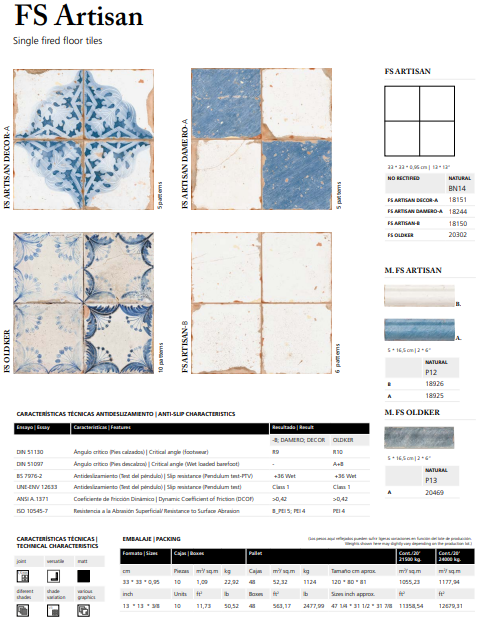 FS Artisan
Single fired floor tiles
FS ARTISAN DECOR-A
5 patterns
FS ARTISAN DAMERO-A
5 patterns
FS OLDKER
10 patterns
FS ARTISAN-B
6 patterns
FS ARTISAN
33 * 33 * 0,95 cm | 13 * 13"
NO RECTIFIED NATURAL
BN14
FS ARTISAN DECOR-A 18151
FS ARTISAN DAMERO-A 18244
FS ARTISAN-B 18150
FS OLDKER 20302
M. FS ARTISAN
B.
A.
5 * 16,5 cm | 2 * 6"
NATURAL
P12
B 18926
A 18925
M. FS OLDKER
5 * 16,5 cm | 2 * 6"
NATURAL
P13
A 20469
CARACTERÍSTICAS TÉCNICAS ANTIDESLIZAMIENTO | ANTI-SLIP CHARACTERISTICS
Ensayo | Essay Características | Features Resultado | Result
-B; DAMERO; DECOR OLDKER
DIN 51130 Ángulo crítico (Pies calzados) | Critical angle (footwear) R9 R10
DIN 51097 Ángulo crítico (Pies descalzos) | Critical angle (Wet loaded barefoot) - A+B
BS 7976-2 Antideslizamiento (Test del péndulo) | Slip resistance (Pendulum test-PTV) +36 Wet +36 Wet
UNE-ENV 12633 Antideslizamiento (Test del péndulo) | Slip resistance (Pendulum test) Class 1 Class 1
ANSI A.1371 Coeficiente de Fricción Dinámico | Dynamic Coefficient of Friction (DCOF) >0,42 >0,42
ISO 10545-7 Resistencia a la Abrasión Superficial/ Resistance to Surface Abrasion B_PEI 5; PEI 4 PEI 4
CARACTERÍSTICAS TÉCNICAS |
TECHNICAL CHARACTERISTICS
joint versatile matt
diferent shades shade variation various graphics
EMBALAJE | PACKING
(Los pesos aquí reflejados pueden sufrir ligeras variaciones en función del lote de producción.
Weights shown here may slightly vary depending on the production lot.)
Formato | Sizes Cajas | Boxes Pallet Cont./20' 21500 kg. Cont./20' 24000 kg.
cm Piezas m²/ sq.m kg Cajas m²/ sq.m kg Tamaño cm aprox. m²/ sq.m m²/ sq.m
33 * 33 * 0,95 10 1,09 22,92 48 52,32 1124 120 * 80 * 81 1055,23 1177,94
inch Units ft² lb Boxes ft² lb Sizes inch approx. ft² ft²
13 * 13 * 3/8 10 11,73 50,52 48 563,17 2477,99 47 1/4 * 31 1/2 * 31 7/8 11358,54 12679,31